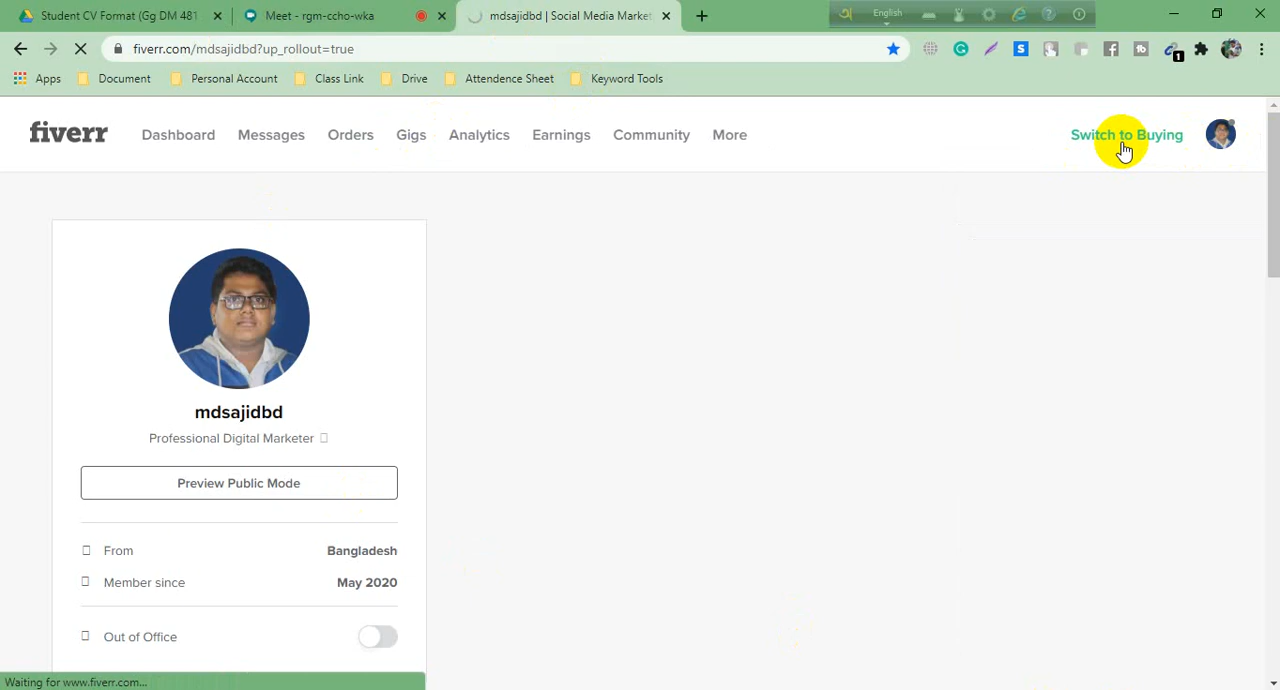 Student CV Format (Gg DM 481
Meet - rgm-ccho-wka
mdsajidbd | Social Media Market
English
fiverr.com/mdsajidbd?up_rollout=true
Apps
Document
Personal Account
Class Link
Drive
Attendence Sheet
Keyword Tools
fiverr
Dashboard
Messages
Orders
Gigs
Analytics
Earnings
Community
More
Switch to Buying
mdsajidbd
Professional Digital Marketer
Preview Public Mode
From Bangladesh
Member since May 2020
Out of Office
Waiting for www.fiverr.com...